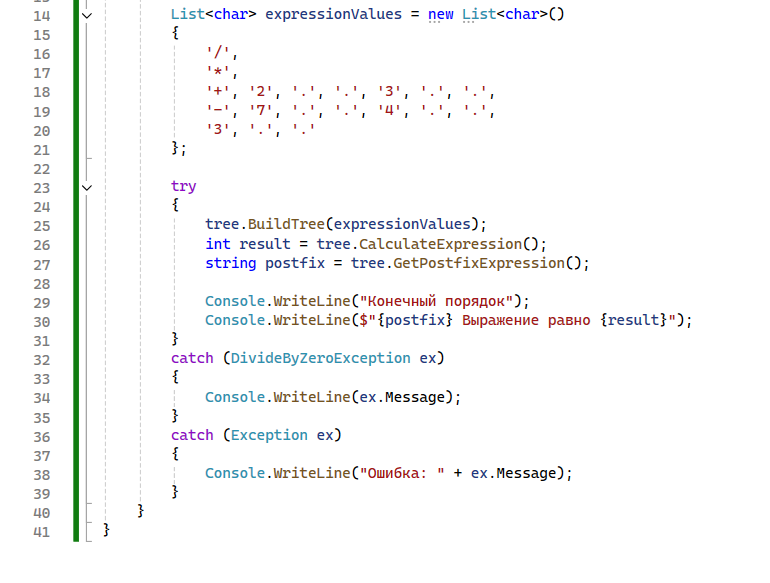 14 List<char> expressionValues = new List<char>()
15 {
16 '/',
17 '*',
18 '+', '2', '.', '.', '3', '.', '.',
19 '-', '7', '.', '.', '4', '.', '.',
20 '3', '.', '.'
21 };
22
23 try
24 {
25 tree.BuildTree(expressionValues);
26 int result = tree.CalculateExpression();
27 string postfix = tree.GetPostfixExpression();
28
29 Console.WriteLine("Конечный порядок");
30 Console.WriteLine($"{postfix} Выражение равно {result}");
31 }
32 catch (DivideByZeroException ex)
33 {
34 Console.WriteLine(ex.Message);
35 }
36 catch (Exception ex)
37 {
38 Console.WriteLine("Ошибка: " + ex.Message);
39 }
40 }
41 }